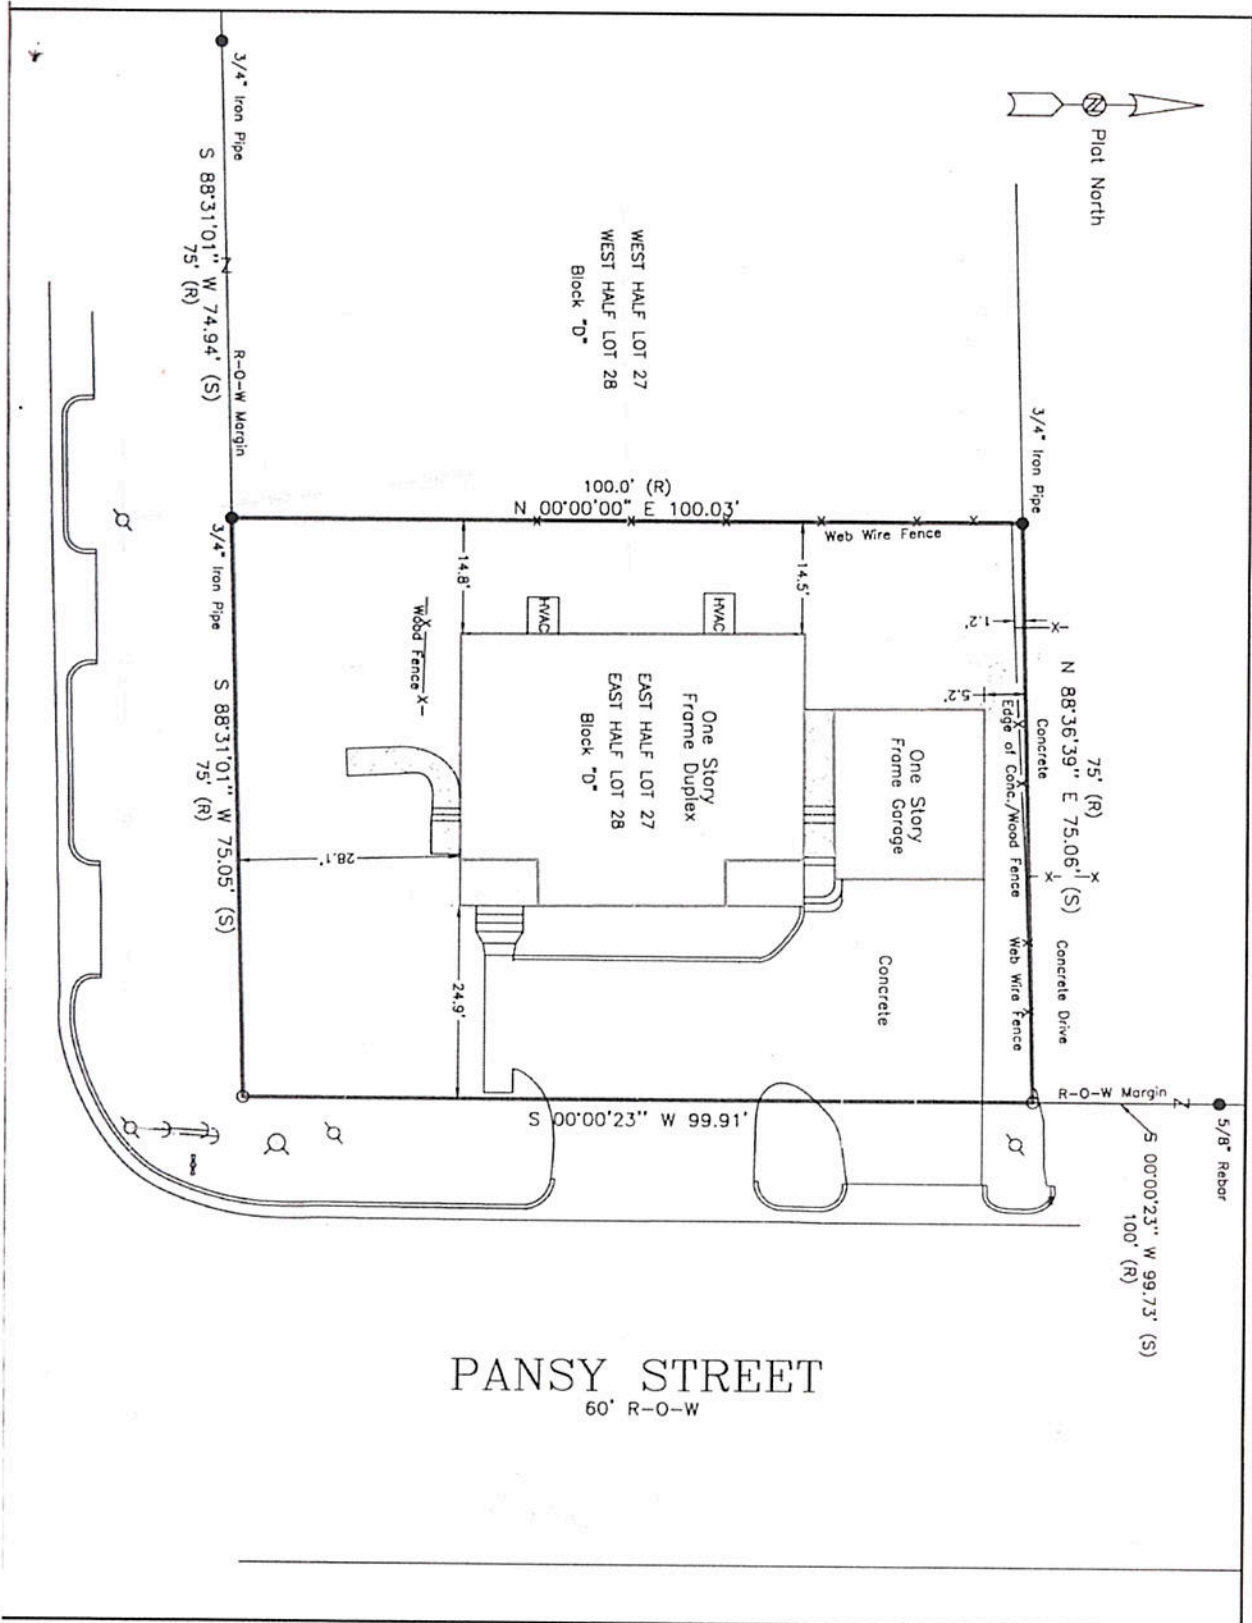 Plat North
3/4" Iron Pipe
S 88°31'01" W 74.94' (S)
75' (R)
R-O-W Margin
WEST HALF LOT 27
WEST HALF LOT 28
Block "D"
3/4" Iron Pipe
100.0' (R)
N 00°00'00" E 100.03'
Web Wire Fence
3/4" Iron Pipe
14.8'
14.5'
HVAC
HVAC
1.2'
5.2'
Wood Fence
One Story
Frame Duplex
EAST HALF LOT 27
EAST HALF LOT 28
Block "D"
One Story
Frame Garage
75' (R)
N 88°36'39" E 75.06' (S)
Concrete
Edge of Conc./Wood Fence
Web Wire Fence
Concrete Drive
S 88°31'01" W 75.05' (S)
75' (R)
28.1'
24.9'
Concrete
S 00°00'23" W 99.91'
R-O-W Margin
5/8" Rebar
S 00°00'23" W 99.73' (S)
100' (R)
PANSY STREET
60' R-O-W